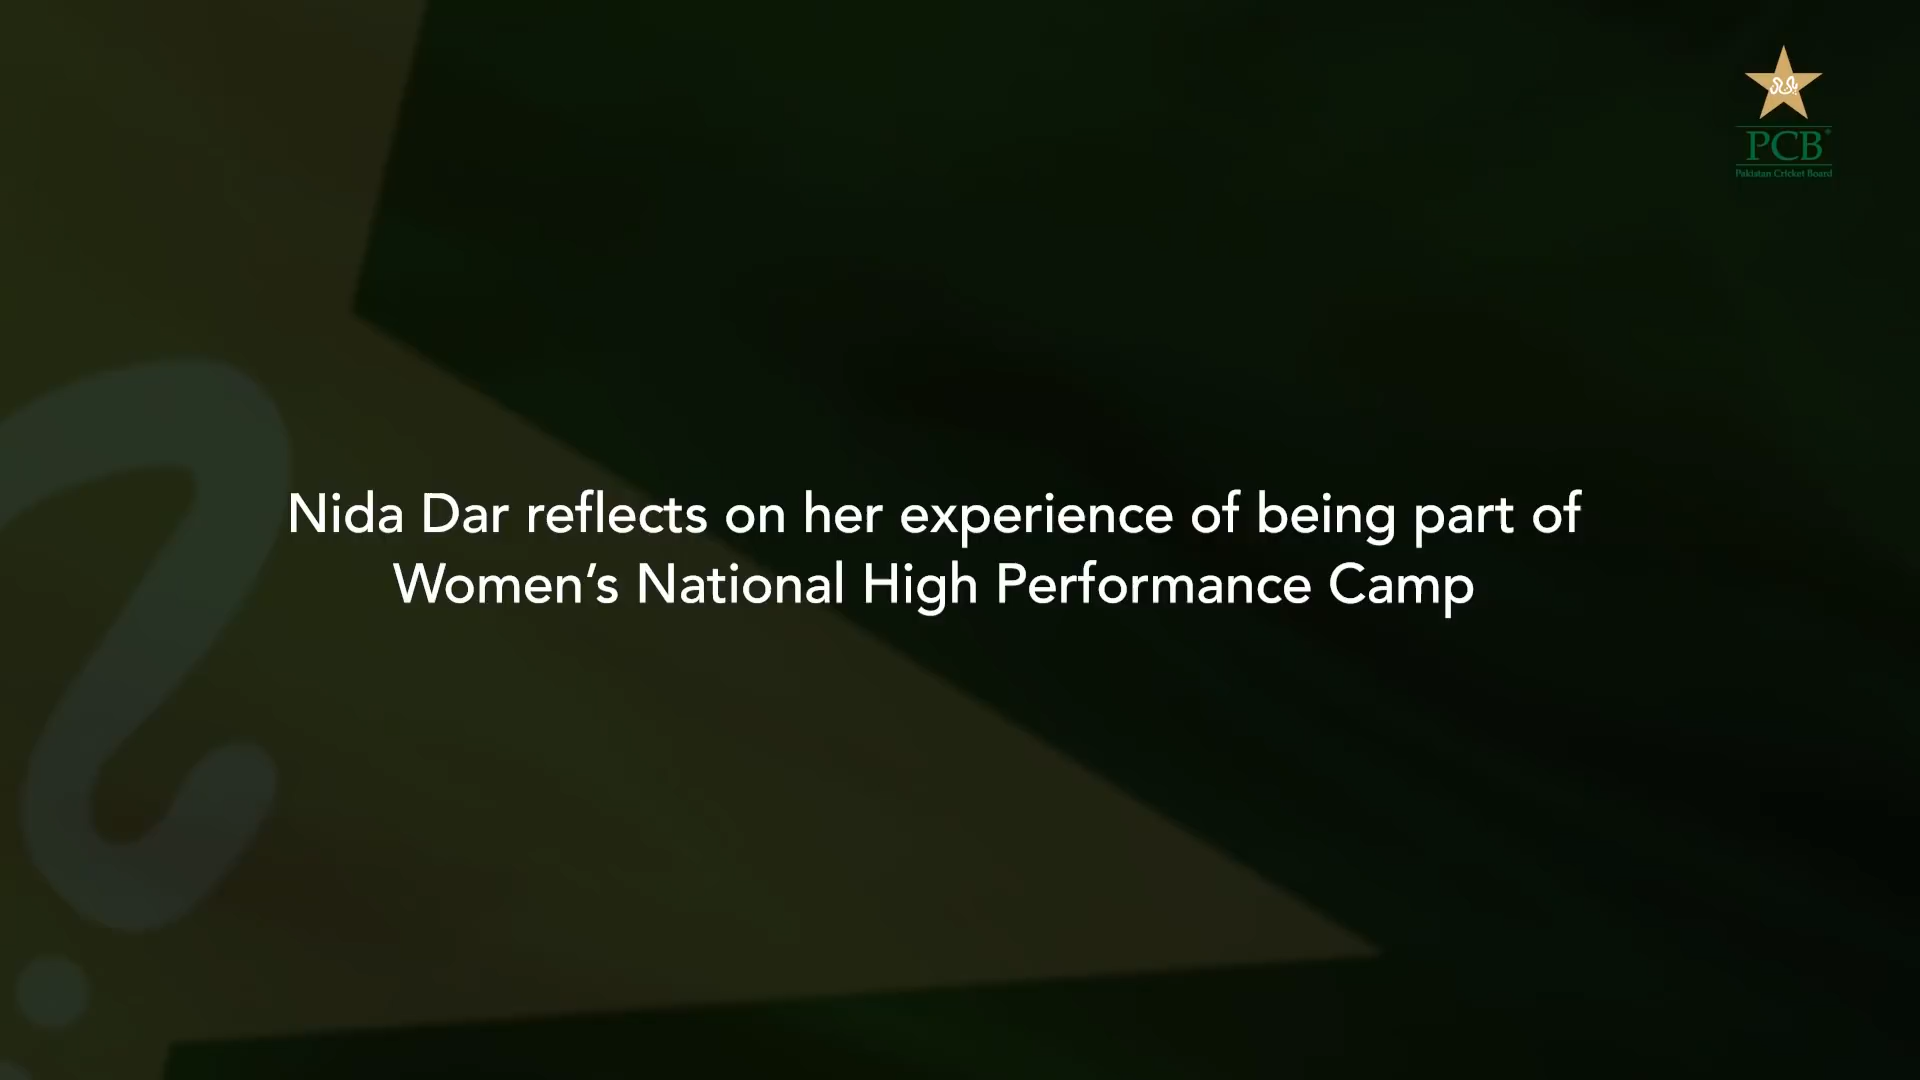 PCB
Pakistan Cricket Board
Nida Dar reflects on her experience of being part of
Women’s National High Performance Camp